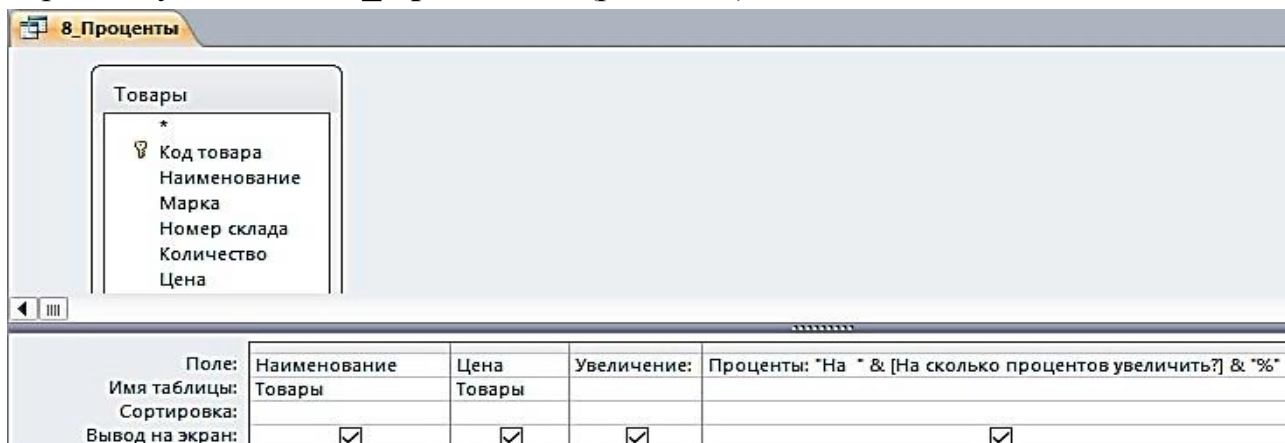 8_Проценты
Товары
*
Код товара
Наименование
Марка
Номер склада
Количество
Цена
Поле: Наименование Цена Увеличение: Проценты: "На " & [На сколько процентов увеличить?] & "%"
Имя таблицы: Товары Товары
Сортировка:
Вывод на экран: